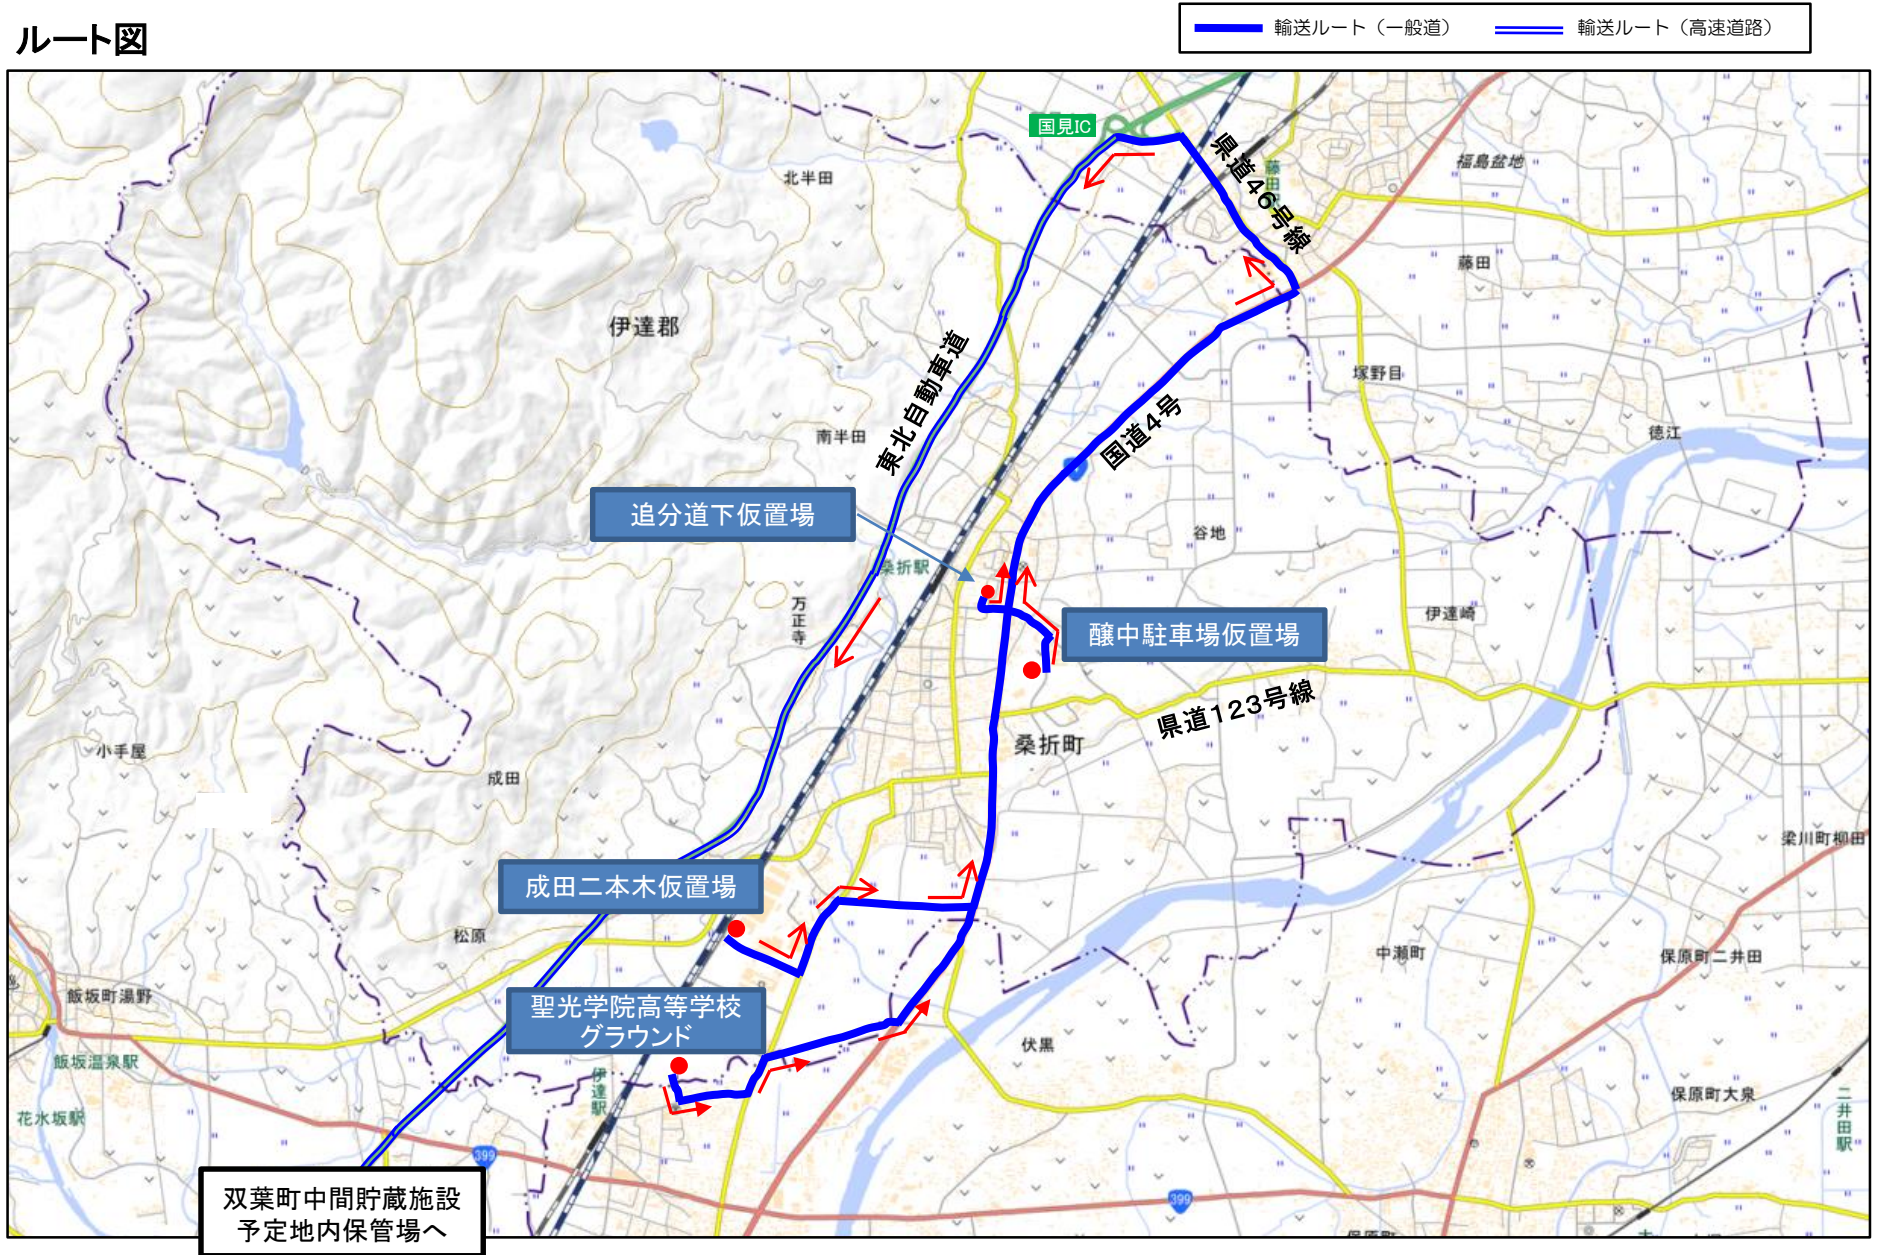 ルート図
輸送ルート（一般道）
輸送ルート（高速道路）
国見IC
県道46号線
福島盆地
北半田
藤田
伊達郡
東北自動車道
塚野目
国道4号
南半田
徳江
追分道下仮置場
谷地
桑折駅
万正寺
伊達崎
醸中駐車場仮置場
県道123号線
桑折町
小手屋
成田
梁川町柳田
成田二本木仮置場
松原
中瀬町
保原町二井田
飯坂町湯野
聖光学院高等学校
グラウンド
伏黒
飯坂温泉駅
伊達駅
保原町大泉
花水坂駅
二井田駅
399
399
双葉町中間貯蔵施設
予定地内保管場へ